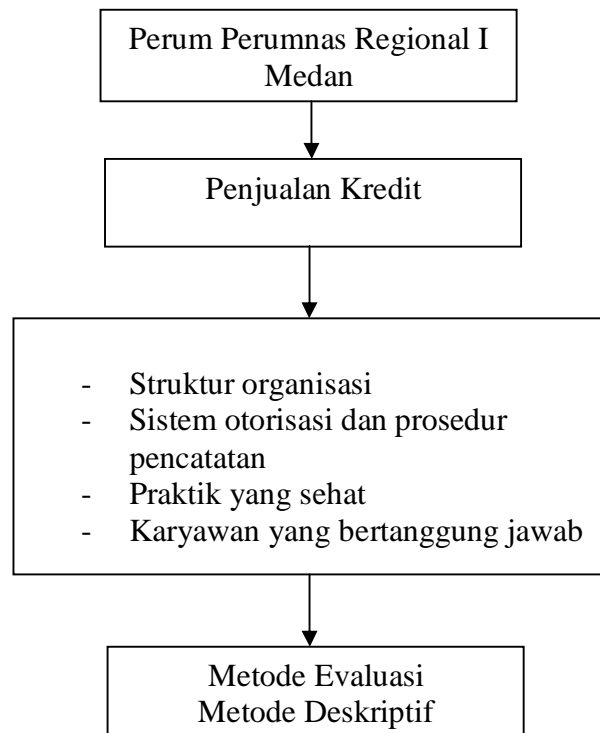 Perum Perumnas Regional I
Medan
Penjualan Kredit
- Struktur organisasi
- Sistem otorisasi dan prosedur
pencatatan
- Praktik yang sehat
- Karyawan yang bertanggung jawab
Metode Evaluasi
Metode Deskriptif